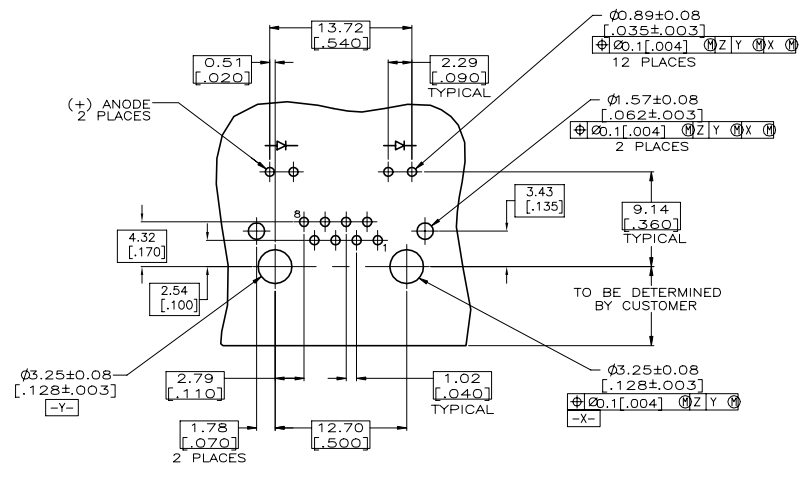 13.72
[.540]
Ø0.89±0.08
[.035±.003]
⌖ Ø0.1[.004] Ⓜ Z Y Ⓜ X Ⓜ
12 PLACES
0.51
[.020]
2.29
[.090]
TYPICAL
(+) ANODE
2 PLACES
Ø1.57±0.08
[.062±.003]
⌖ Ø0.1[.004] Ⓜ Z Y Ⓜ X Ⓜ
2 PLACES
3.43
[.135]
9.14
[.360]
TYPICAL
8
1
4.32
[.170]
2.54
[.100]
TO BE DETERMINED
BY CUSTOMER
Ø3.25±0.08
[.128±.003]
-Y-
Ø3.25±0.08
[.128±.003]
⌖ Ø0.1[.004] Ⓜ Z Y Ⓜ
-X-
2.79
[.110]
1.02
[.040]
TYPICAL
1.78
[.070]
2 PLACES
12.70
[.500]